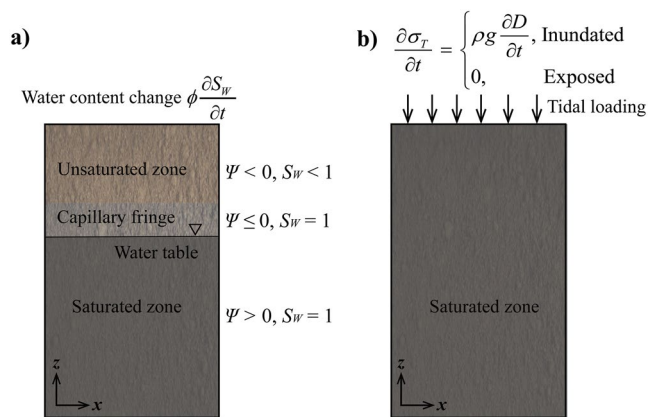 a)
Water content change ϕ ∂S_W/∂t
Unsaturated zone
Ψ < 0, S_W < 1
Capillary fringe
Ψ ≤ 0, S_W = 1
Water table
Saturated zone
Ψ > 0, S_W = 1
z
x
b)
∂σ_T/∂t = { ρg ∂D/∂t, Inundated
0, Exposed
Tidal loading
Saturated zone
z
x